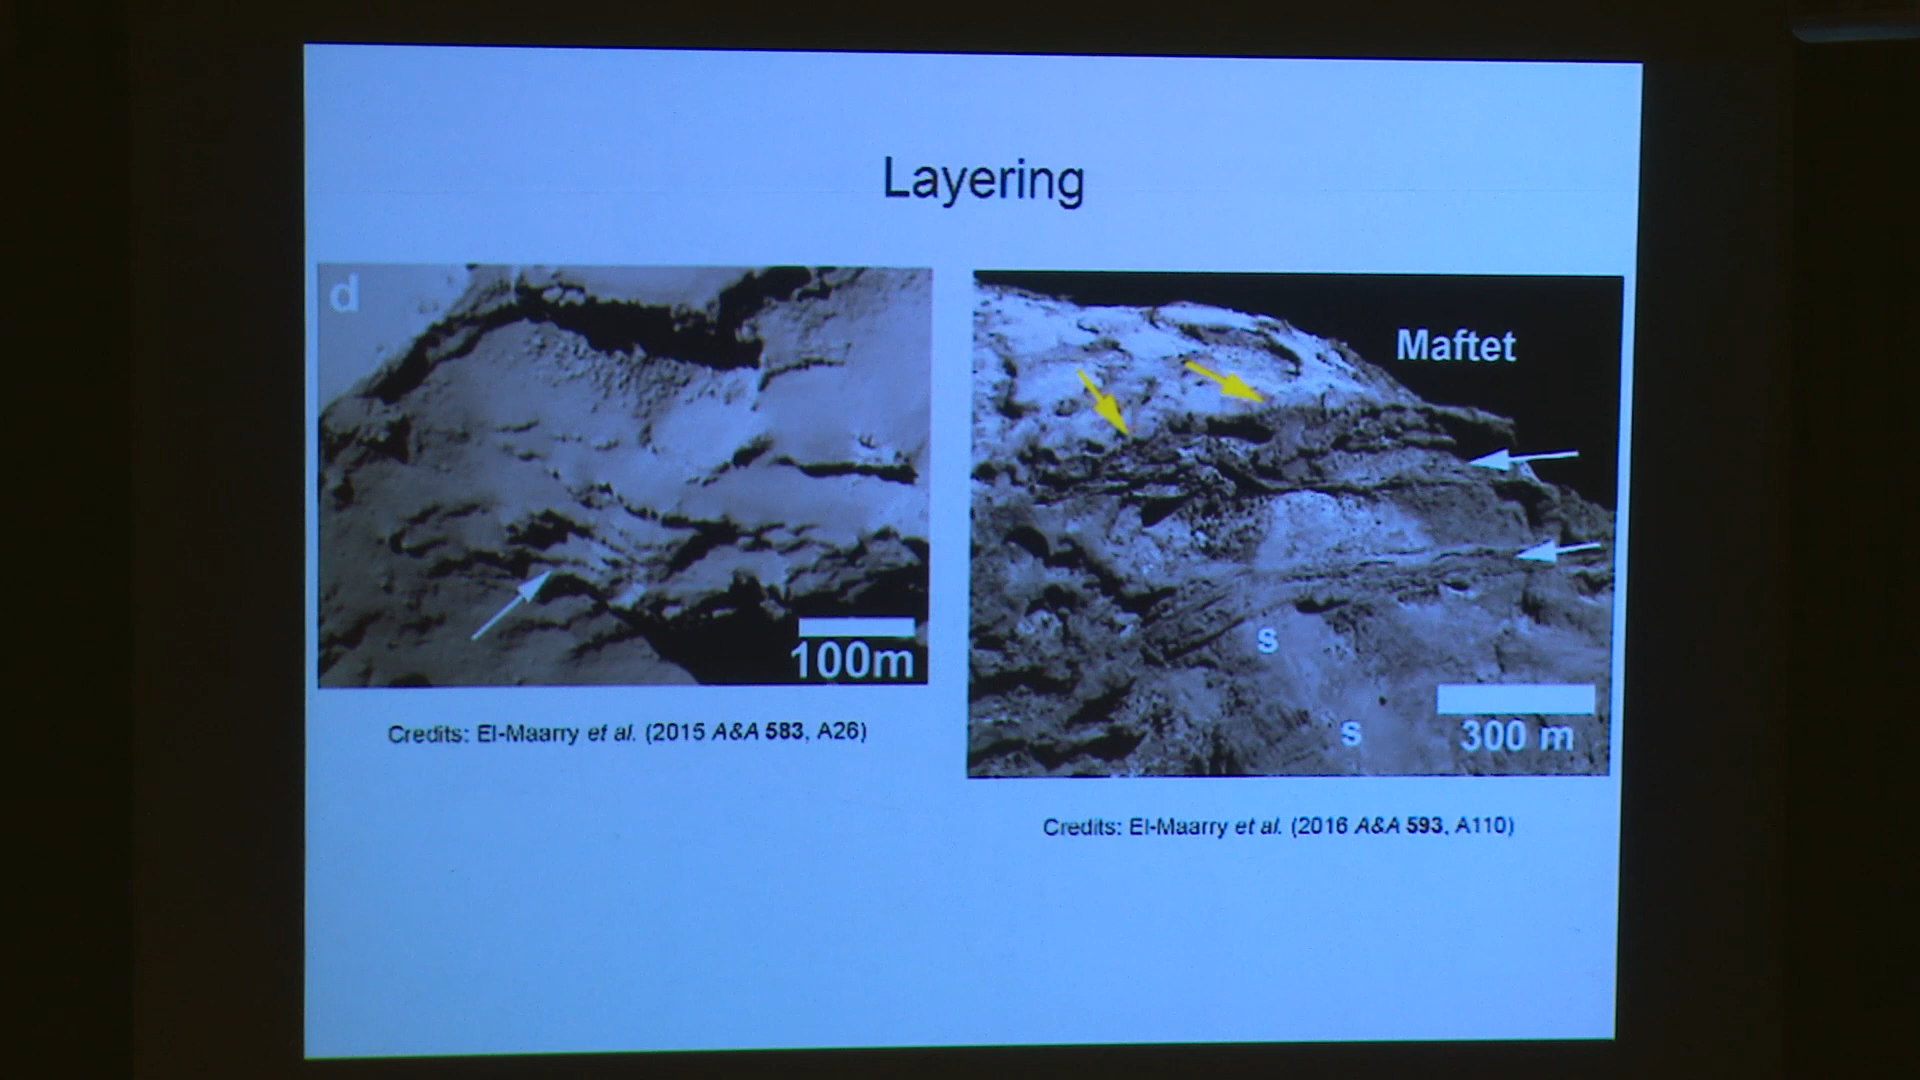 Layering
d
100m
Credits: El-Maarry et al. (2015 A&A 583, A26)
Maftet
s
s
300 m
Credits: El-Maarry et al. (2016 A&A 593, A110)